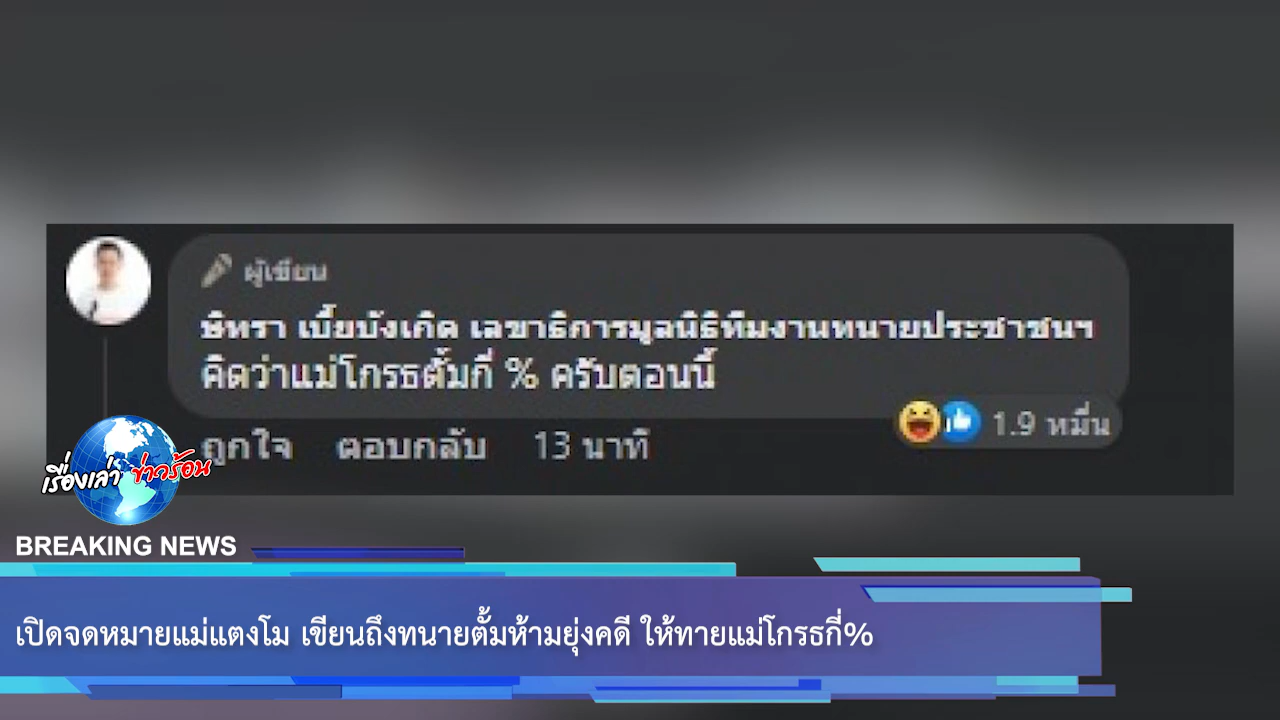 ผู้เขียน
ษิทรา เบี้ยบังเกิด เลขาธิการมูลนิธิทีมงานทนายประชาชนฯ
คิดว่าแม่โกรธตั้มกี่ % ครับตอนนี้
1.9 หมื่น
ถูกใจ ตอบกลับ 13 นาที
เรื่องเล่า ข่าวร้อน
BREAKING NEWS
เปิดจดหมายแม่แตงโม เขียนถึงทนายตั้มห้ามยุ่งคดี ให้ทายแม่โกรธกี่%